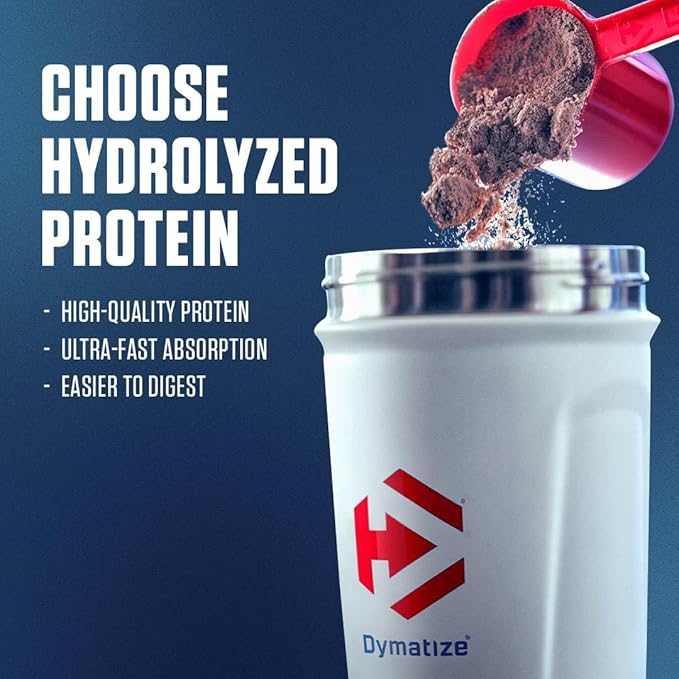 CHOOSE
HYDROLYZED
PROTEIN
- HIGH-QUALITY PROTEIN
- ULTRA-FAST ABSORPTION
- EASIER TO DIGEST
Dymatize®